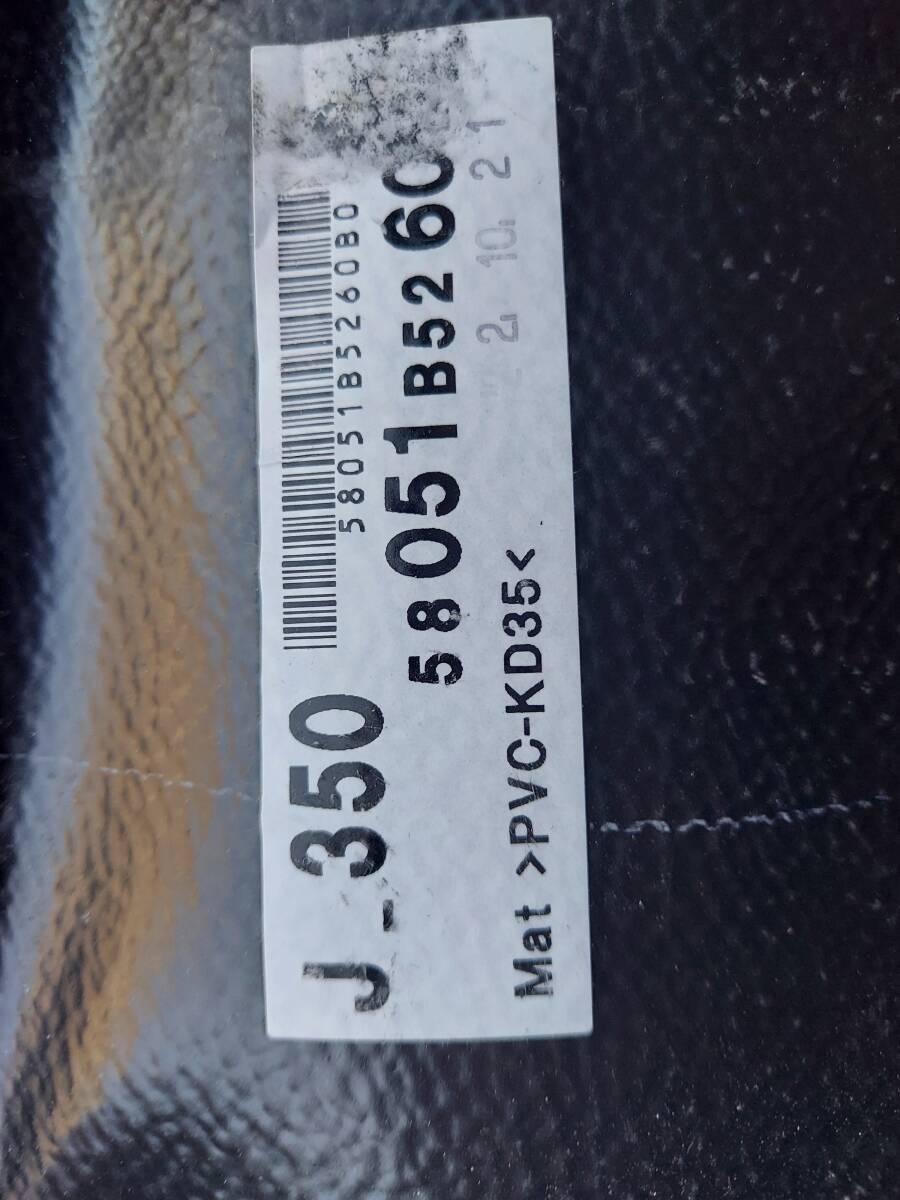 J_350
58051B5260B0
58051B5260
2. 10. 21
Mat >PVC-KD35<